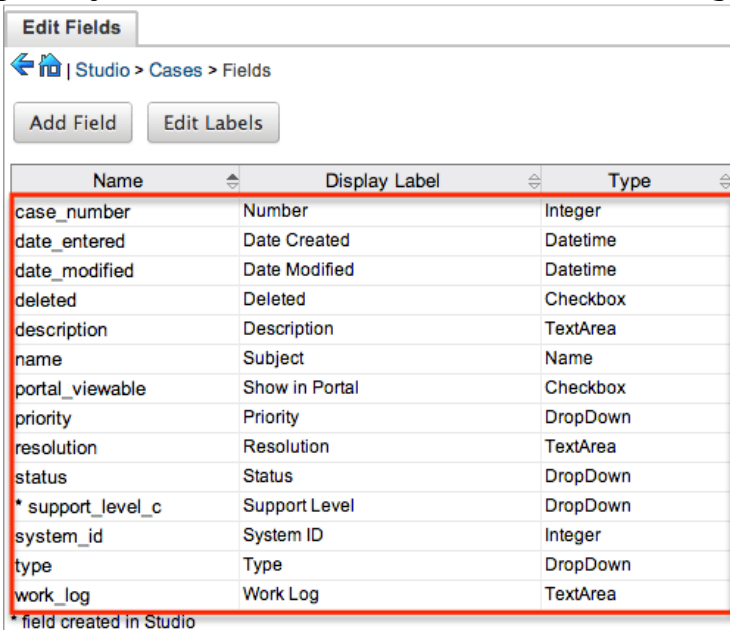 Edit Fields
| Studio > Cases > Fields
Add Field Edit Labels
Name Display Label Type
case_number Number Integer
date_entered Date Created Datetime
date_modified Date Modified Datetime
deleted Deleted Checkbox
description Description TextArea
name Subject Name
portal_viewable Show in Portal Checkbox
priority Priority DropDown
resolution Resolution TextArea
status Status DropDown
* support_level_c Support Level DropDown
system_id System ID Integer
type Type DropDown
work_log Work Log TextArea
* field created in Studio